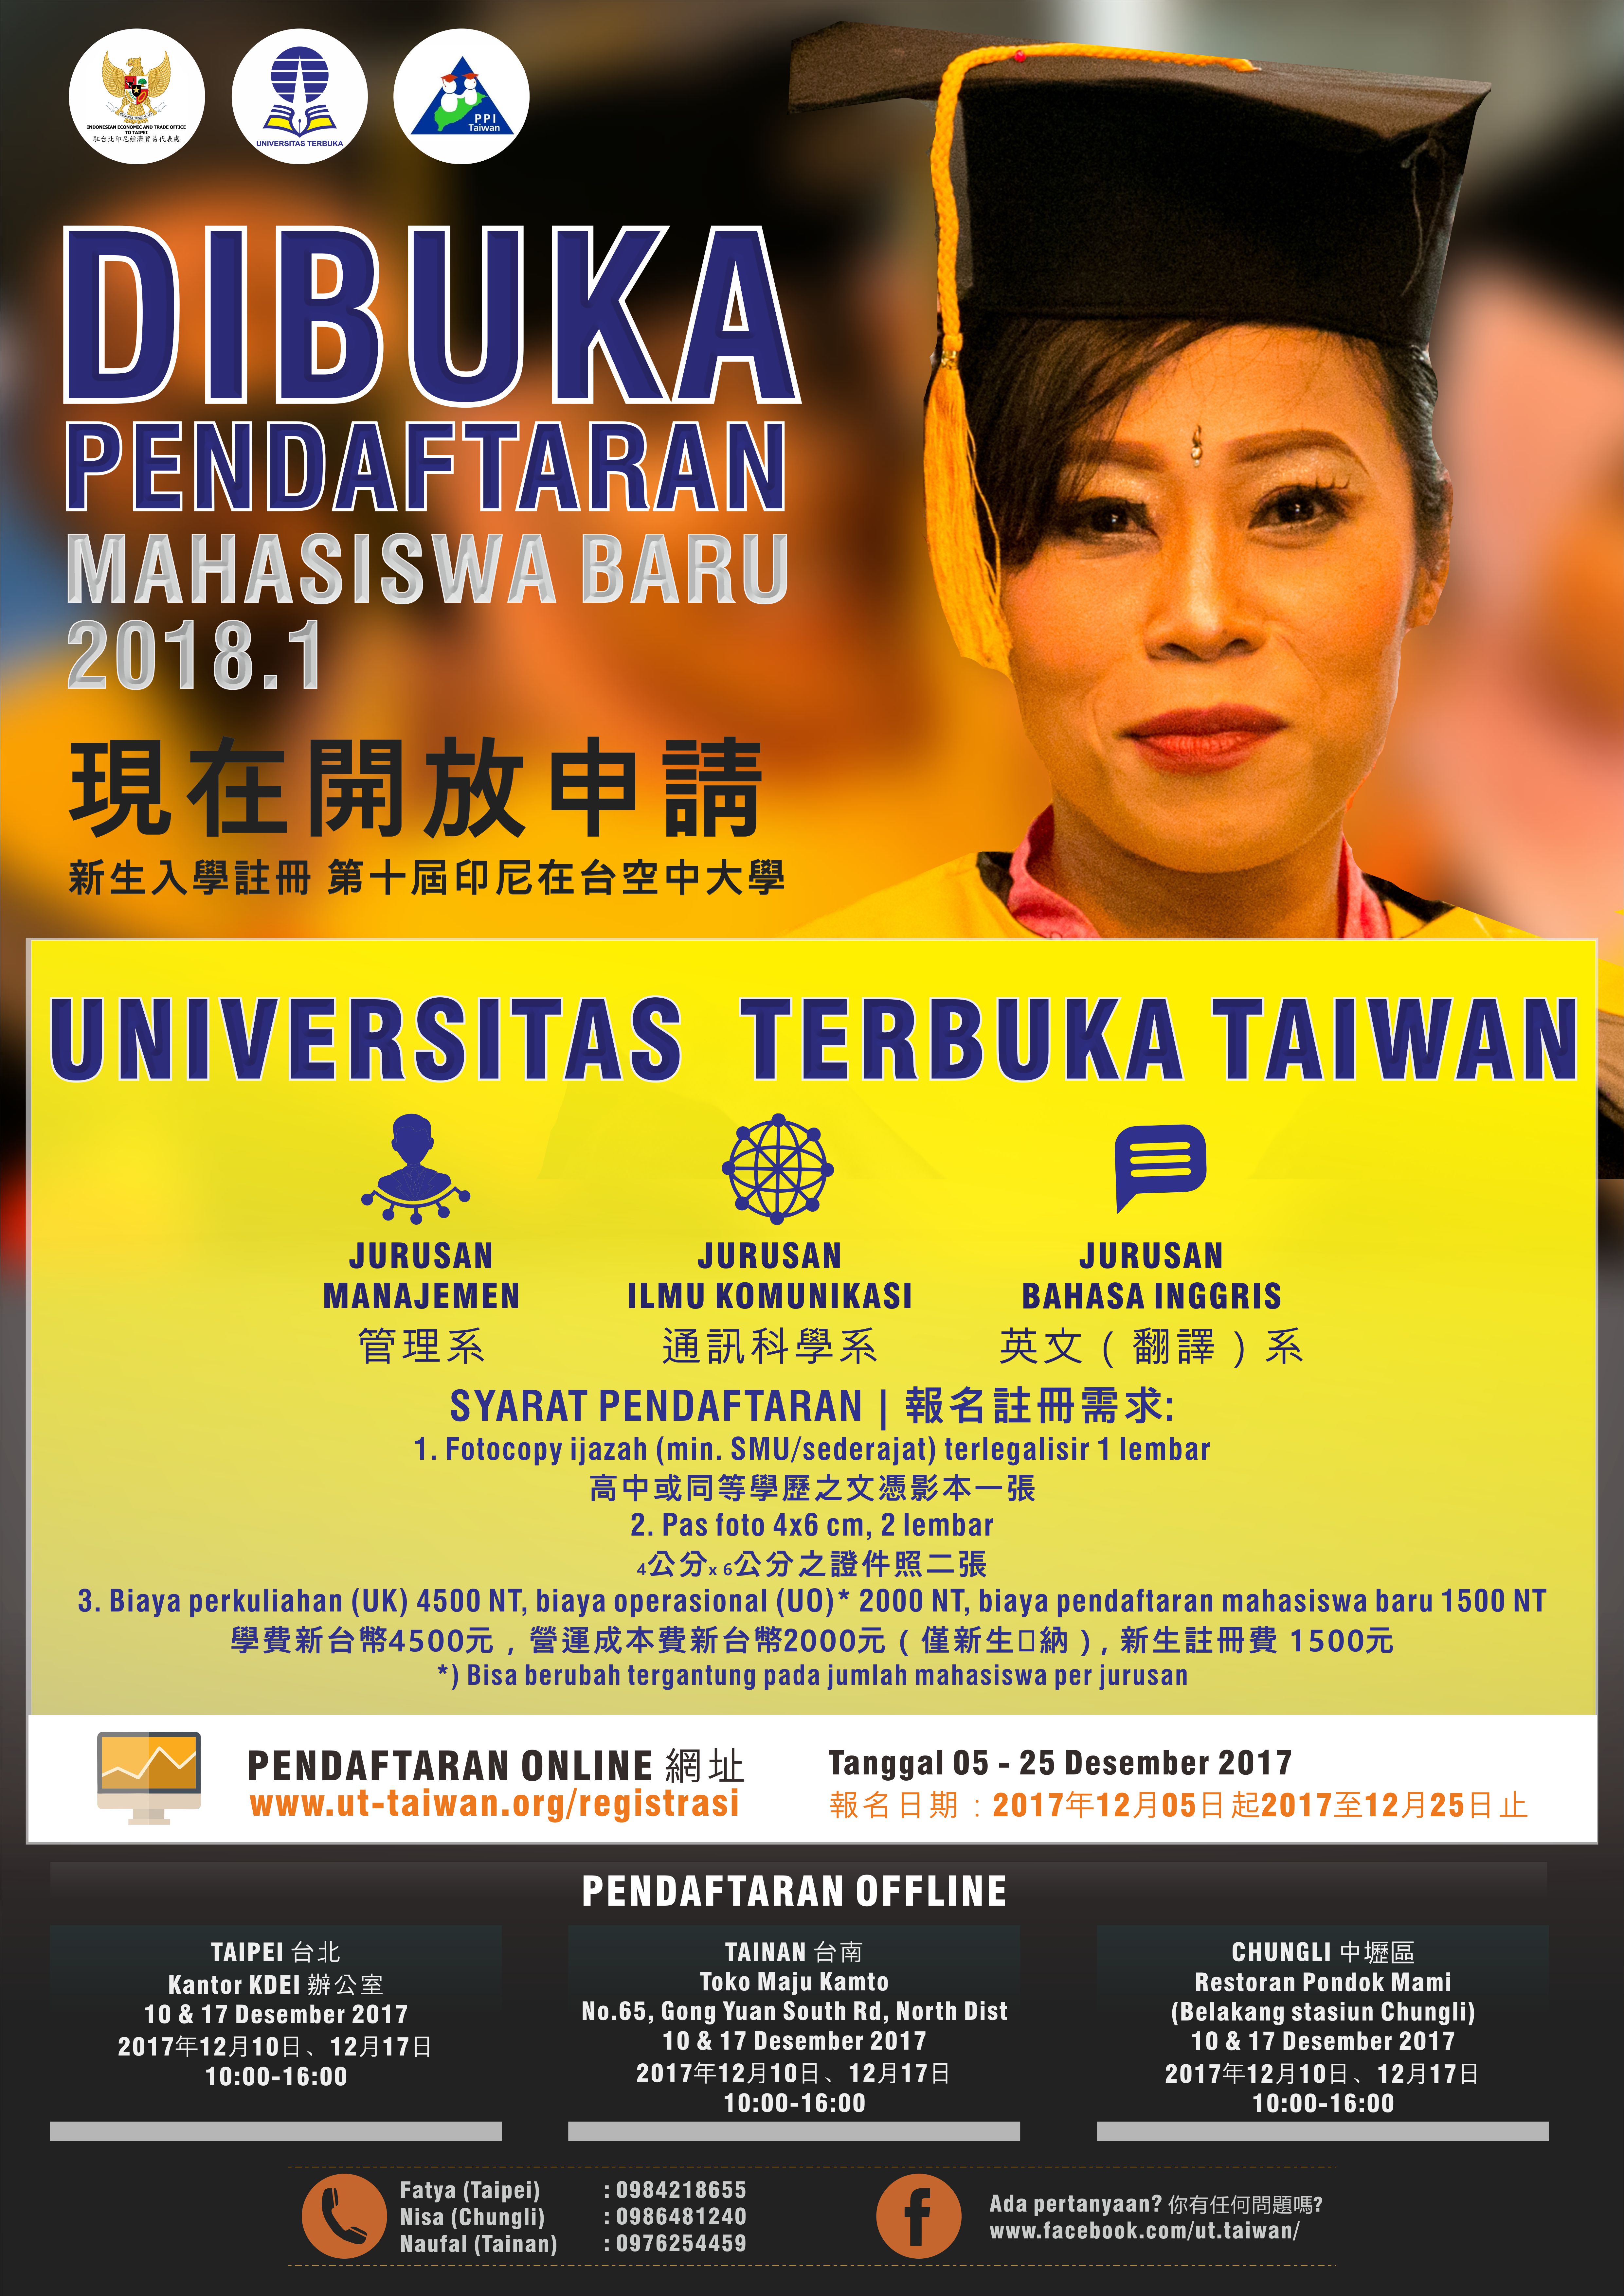 INDONESIAN ECONOMIC AND TRADE OFFICE
TO TAIPEI
駐台北印尼經濟貿易代表處
UNIVERSITAS TERBUKA
PPI
Taiwan
DIBUKA
PENDAFTARAN
MAHASISWA BARU
2018.1
現在開放申請
新生入學註冊 第十屆印尼在台空中大學
UNIVERSITAS TERBUKA TAIWAN
JURUSAN
MANAJEMEN
管理系
JURUSAN
ILMU KOMUNIKASI
通訊科學系
JURUSAN
BAHASA INGGRIS
英文(翻譯)系
SYARAT PENDAFTARAN | 報名註冊需求:
1. Fotocopy ijazah (min. SMU/sederajat) terlegalisir 1 lembar
高中或同等學歷之文憑影本一張
2. Pas foto 4x6 cm, 2 lembar
4公分x 6公分之證件照二張
3. Biaya perkuliahan (UK) 4500 NT, biaya operasional (UO)* 2000 NT, biaya pendaftaran mahasiswa baru 1500 NT
學費新台幣4500元,營運成本費新台幣2000元(僅新生□納),新生註冊費 1500元
*) Bisa berubah tergantung pada jumlah mahasiswa per jurusan
PENDAFTARAN ONLINE 網址
www.ut-taiwan.org/registrasi
Tanggal 05 - 25 Desember 2017
報名日期:2017年12月05日起2017至12月25日止
PENDAFTARAN OFFLINE
TAIPEI 台北
Kantor KDEI 辦公室
10 & 17 Desember 2017
2017年12月10日、12月17日
10:00-16:00
TAINAN 台南
Toko Maju Kamto
No.65, Gong Yuan South Rd, North Dist
10 & 17 Desember 2017
2017年12月10日、12月17日
10:00-16:00
CHUNGLI 中壢區
Restoran Pondok Mami
(Belakang stasiun Chungli)
10 & 17 Desember 2017
2017年12月10日、12月17日
10:00-16:00
Fatya (Taipei) : 0984218655
Nisa (Chungli) : 0986481240
Naufal (Tainan) : 0976254459
Ada pertanyaan? 你有任何問題嗎?
www.facebook.com/ut.taiwan/